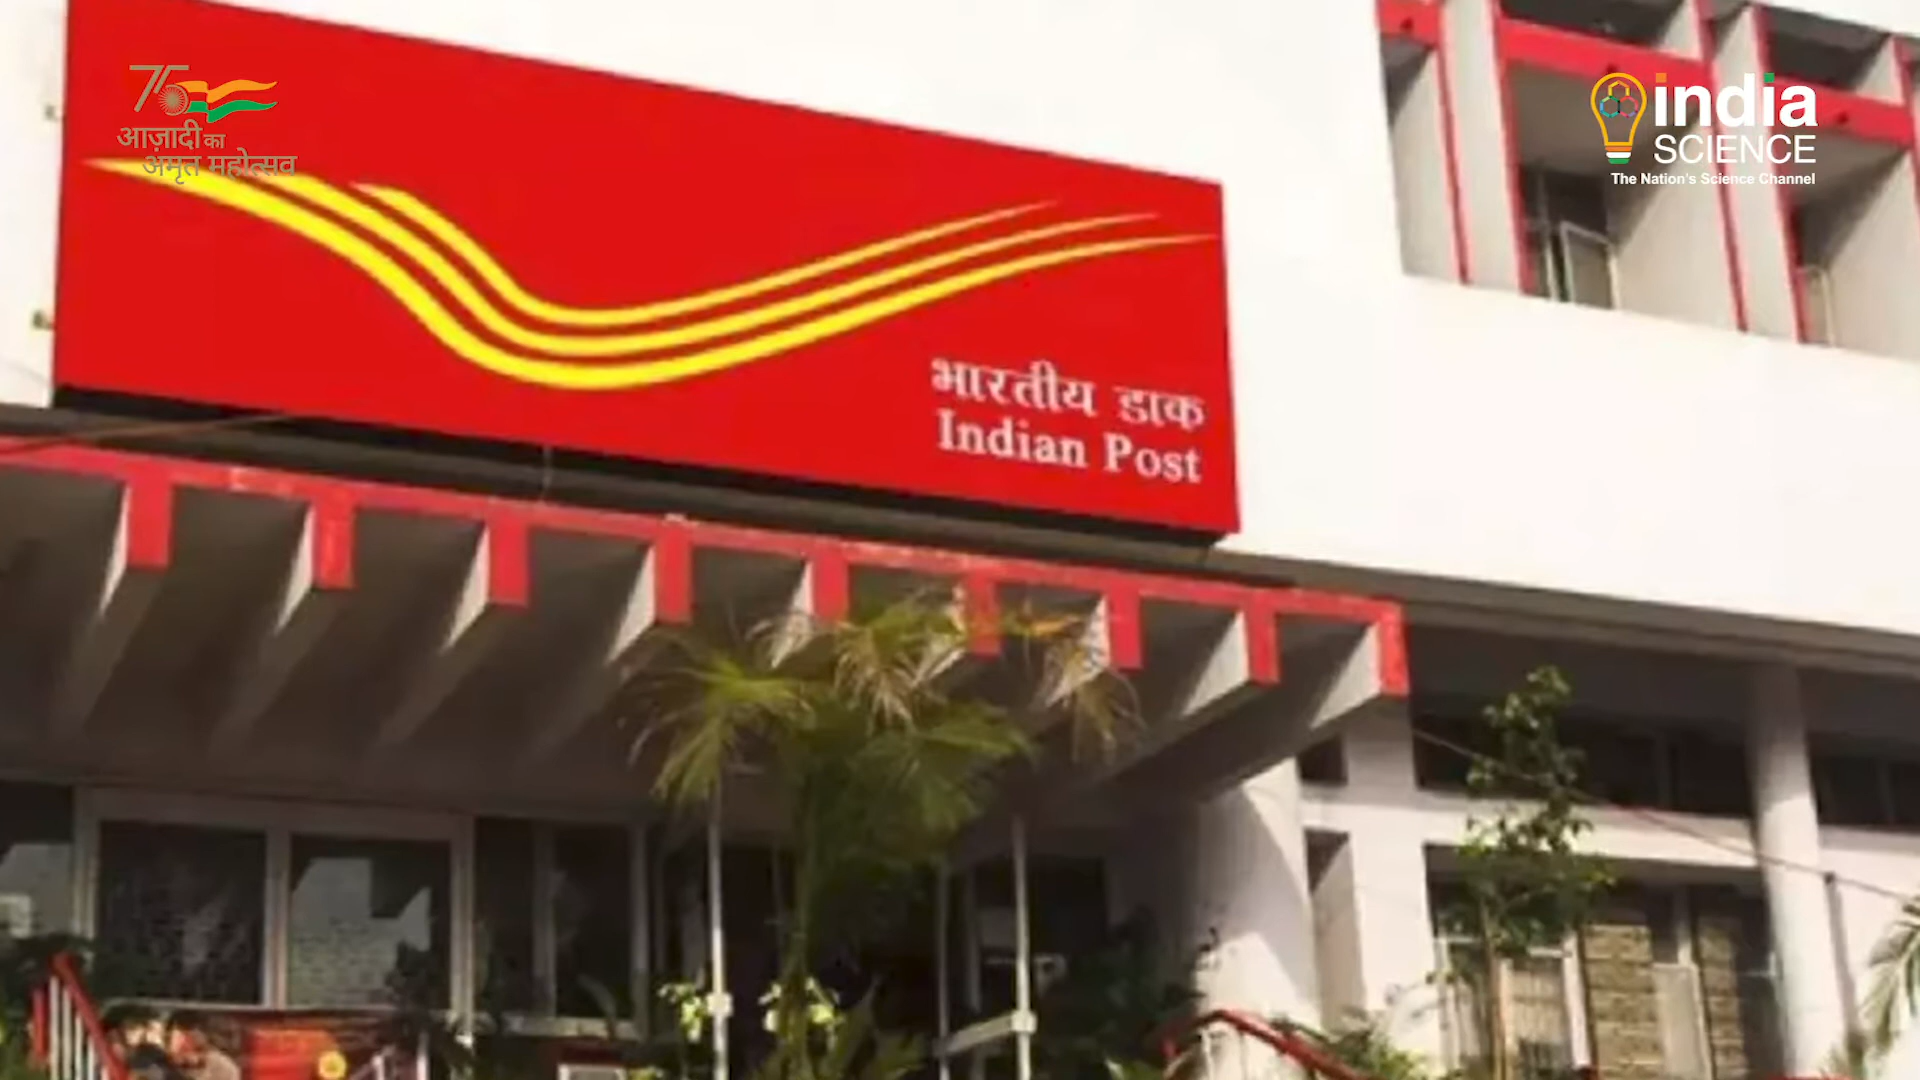 75
आज़ादी का
अमृत महोत्सव
india
SCIENCE
The Nation's Science Channel
भारतीय डाक
Indian Post